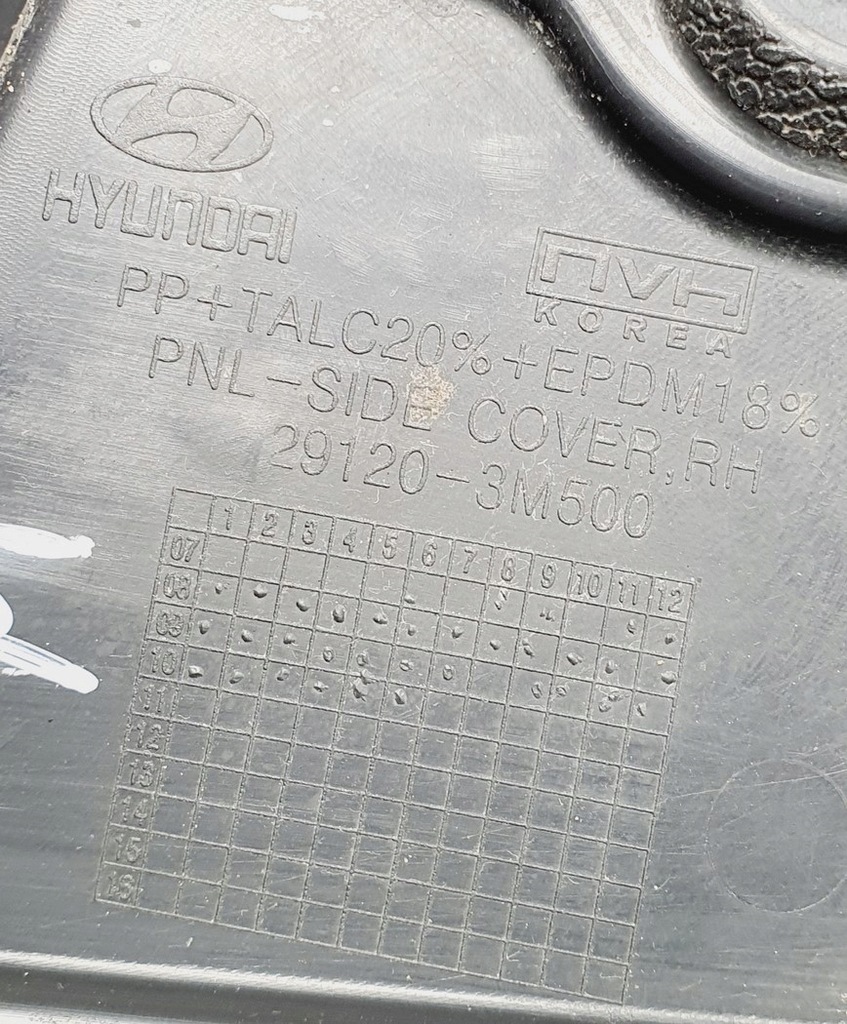 HYUNDAI
NVH
KOREA
PP+TALC20%+EPDM18%
PNL-SIDE COVER,RH
29120-3M500
1 2 3 4 5 6 7 8 9 10 11 12
07
08
09
10
11
12
13
14
15
16